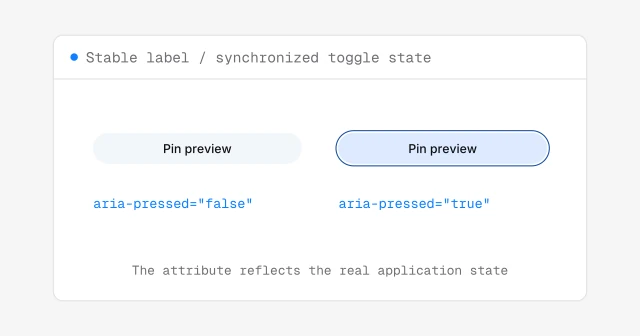 Stable label / synchronized toggle state
Pin preview
Pin preview
aria-pressed="false"
aria-pressed="true"
The attribute reflects the real application state